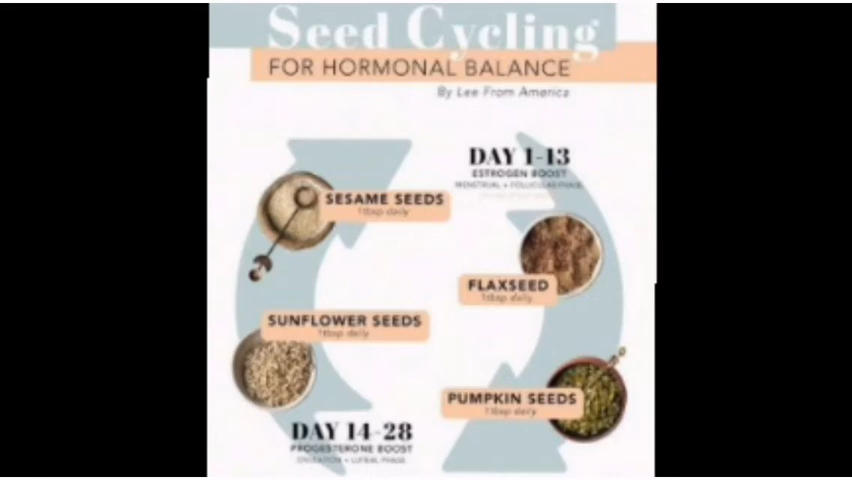 Seed Cycling
FOR HORMONAL BALANCE
By Lee From America
DAY 1-13
ESTROGEN BOOST
MENSTRUAL + FOLLICULAR PHASE
SESAME SEEDS
1tbsp daily
FLAXSEED
1tbsp daily
SUNFLOWER SEEDS
1tbsp daily
PUMPKIN SEEDS
1tbsp daily
DAY 14-28
PROGESTERONE BOOST
OVULATION + LUTEAL PHASE